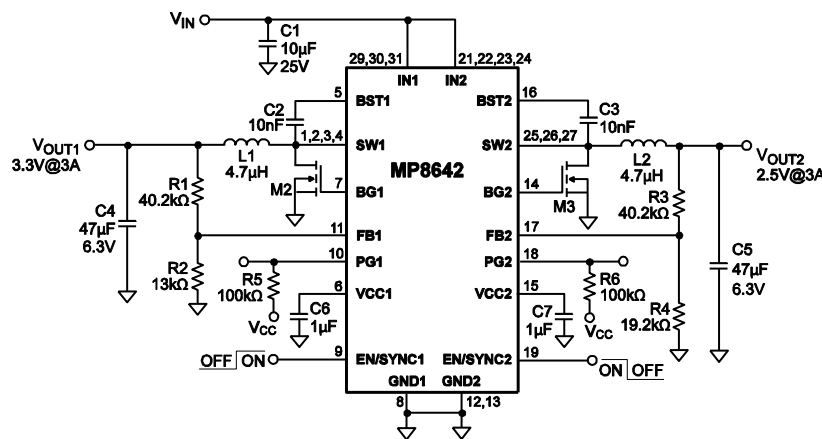 V_IN
C1
10µF
25V
29,30,31
21,22,23,24
IN1
IN2
5
BST1
BST2
16
C2
10nF
C3
10nF
1,2,3,4
SW1
SW2
25,26,27
V_OUT1
3.3V@3A
L1
4.7µH
MP8642
L2
4.7µH
V_OUT2
2.5V@3A
M2
7
BG1
BG2
14
M3
R1
40.2kΩ
R3
40.2kΩ
C4
47µF
6.3V
11
FB1
FB2
17
C5
47µF
6.3V
R2
13kΩ
10
PG1
PG2
18
R5
100kΩ
R6
100kΩ
R4
19.2kΩ
6
VCC1
VCC2
15
C6
1µF
C7
1µF
V_CC
V_CC
OFF ON
9
EN/SYNC1
EN/SYNC2
19
ON OFF
GND1
GND2
8
12,13